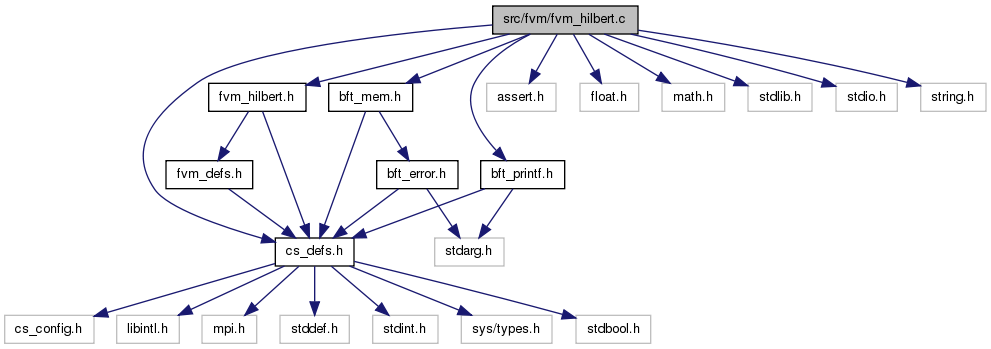 src/fvm/fvm_hilbert.c
fvm_hilbert.h
bft_mem.h
assert.h
float.h
math.h
stdlib.h
stdio.h
string.h
fvm_defs.h
bft_error.h
bft_printf.h
cs_defs.h
stdarg.h
cs_config.h
libintl.h
mpi.h
stddef.h
stdint.h
sys/types.h
stdbool.h